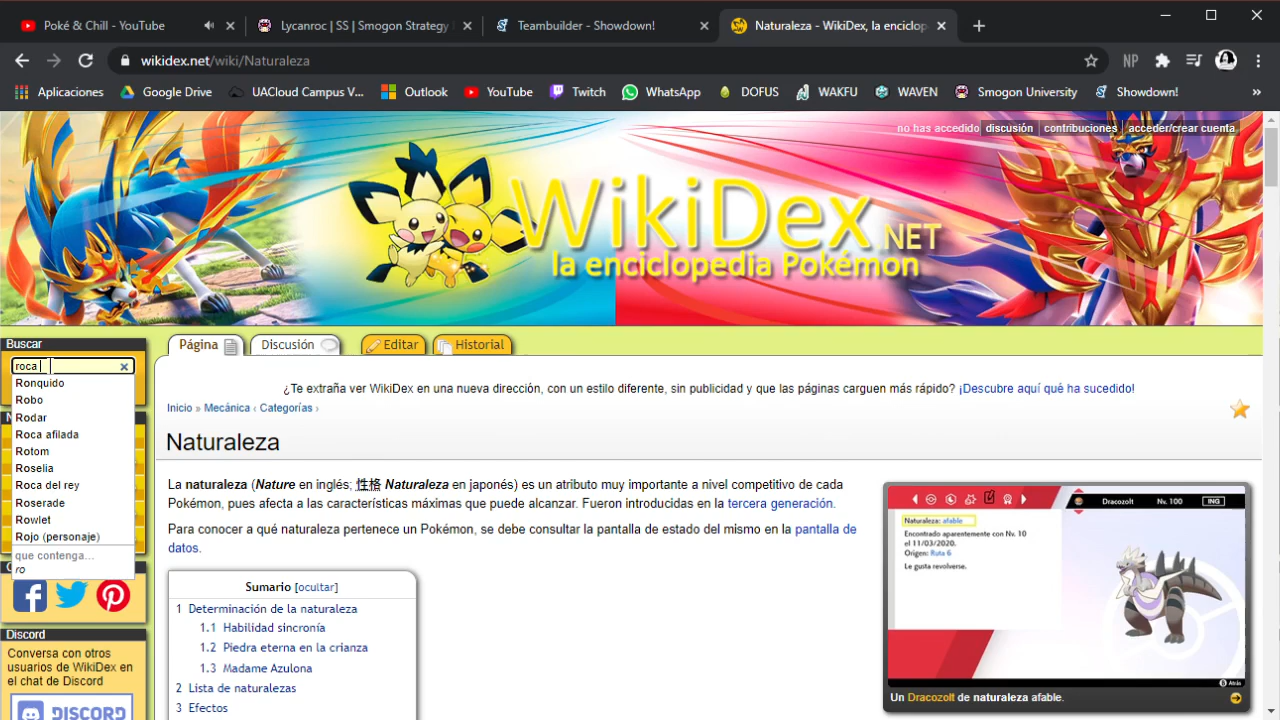 Poké & Chill - YouTube
Lycanroc | SS | Smogon Strategy
Teambuilder - Showdown!
Naturaleza - WikiDex, la enciclop
wikidex.net/wiki/Naturaleza
NP
Aplicaciones
Google Drive
UACloud Campus V...
Outlook
YouTube
Twitch
WhatsApp
DOFUS
WAKFU
WAVEN
Smogon University
Showdown!
»
no has accedido discusión contribuciones acceder/crear cuenta
WikiDex.NET
la enciclopedia Pokémon
Buscar
roca
Ronquido
Robo
Rodar
Roca afilada
Rotom
Roselia
Roca del rey
Roserade
Rowlet
Rojo (personaje)
que contenga...
ro
Discord
Conversa con otros
usuarios de WikiDex en
el chat de Discord
DISCORD
Página
Discusión
Editar
Historial
¿Te extraña ver WikiDex en una nueva dirección, con un estilo diferente, sin publicidad y que las páginas carguen más rápido? ¡Descubre aquí qué ha sucedido!
Inicio » Mecánica ‹ Categorías ›
Naturaleza
La naturaleza (Nature en inglés; 性格 Naturaleza en japonés) es un atributo muy importante a nivel competitivo de cada
Pokémon, pues afecta a las características máximas que puede alcanzar. Fueron introducidas en la tercera generación.
Para conocer a qué naturaleza pertenece un Pokémon, se debe consultar la pantalla de estado del mismo en la pantalla de
datos.
Sumario [ocultar]
1 Determinación de la naturaleza
1.1 Habilidad sincronía
1.2 Piedra eterna en la crianza
1.3 Madame Azulona
2 Lista de naturalezas
3 Efectos
Dracozolt Nv. 100 ING
Naturaleza: afable
Encontrado aparentemente con Nv. 10
el 11/03/2020.
Origen: Ruta 6
Le gusta revolverse.
Atrás
Un Dracozolt de naturaleza afable.